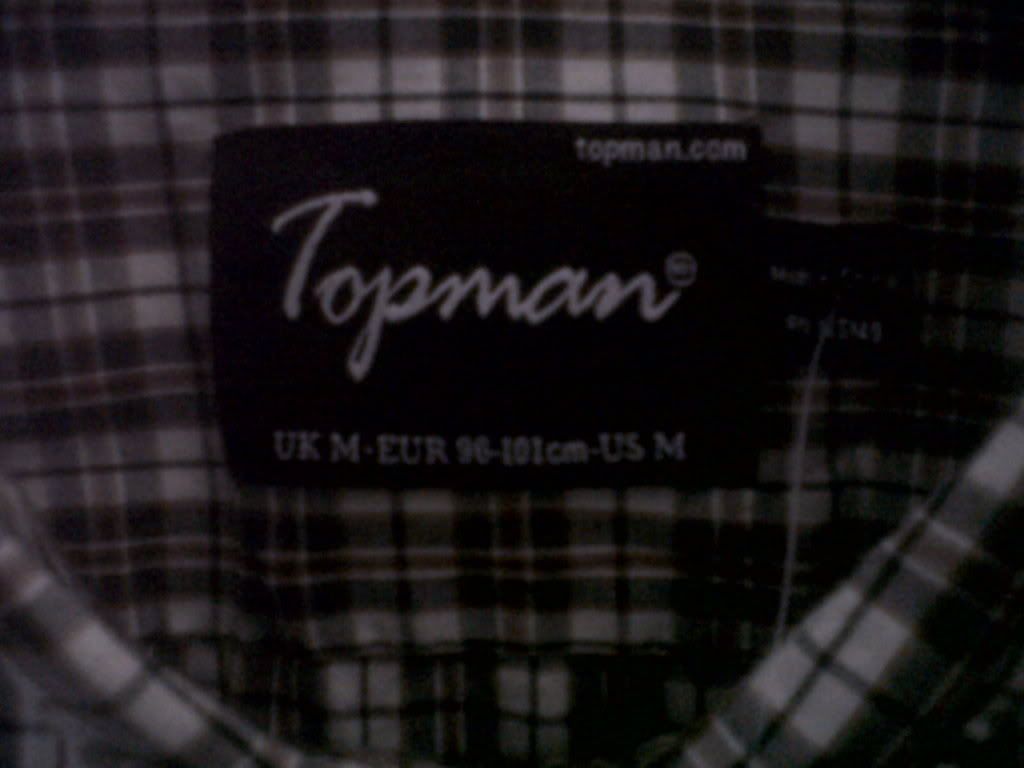 topman.com
Topman
UK M-EUR 96-101cm-US M